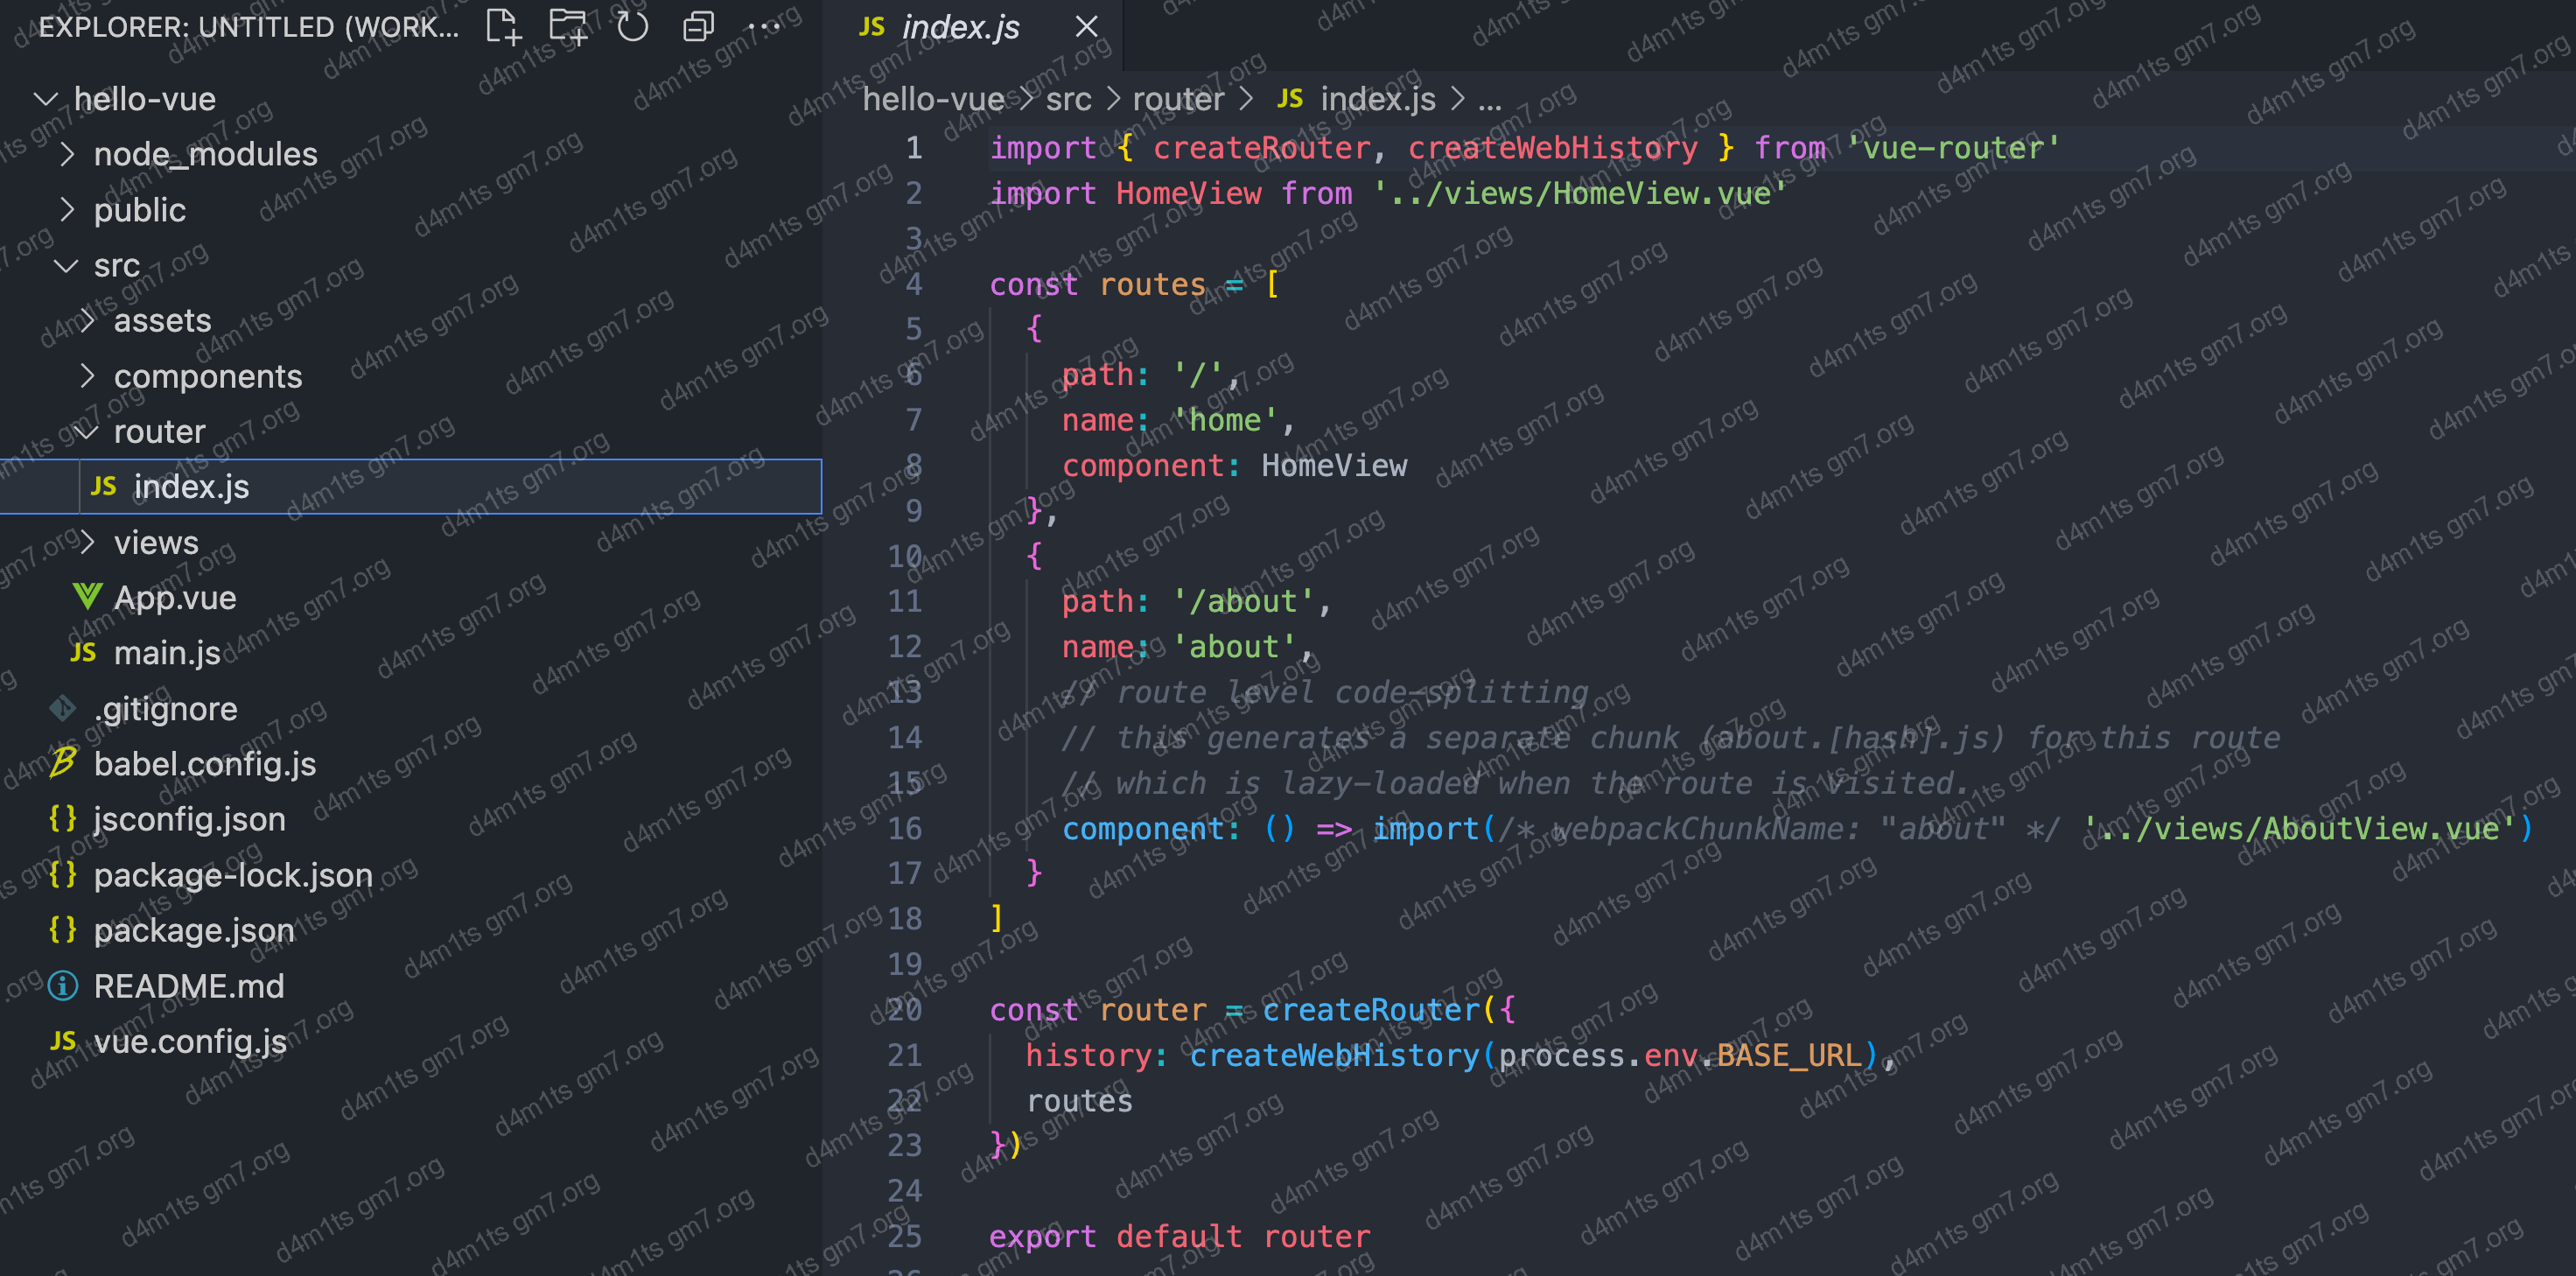 EXPLORER: UNTITLED (WORK...
hello-vue
node_modules
public
src
assets
components
router
JS index.js
views
App.vue
JS main.js
.gitignore
babel.config.js
{} jsconfig.json
{} package-lock.json
{} package.json
README.md
JS vue.config.js
JS index.js
hello-vue > src > router > JS index.js > ...
1 import { createRouter, createWebHistory } from 'vue-router'
2 import HomeView from '../views/HomeView.vue'
3
4 const routes = [
5 {
6 path: '/',
7 name: 'home',
8 component: HomeView
9 },
10 {
11 path: '/about',
12 name: 'about',
13 // route level code-splitting
14 // this generates a separate chunk (about.[hash].js) for this route
15 // which is lazy-loaded when the route is visited.
16 component: () => import(/* webpackChunkName: "about" */ '../views/AboutView.vue')
17 }
18 ]
19
20 const router = createRouter({
21 history: createWebHistory(process.env.BASE_URL),
22 routes
23 })
24
25 export default router
d4m1ts gm7.org